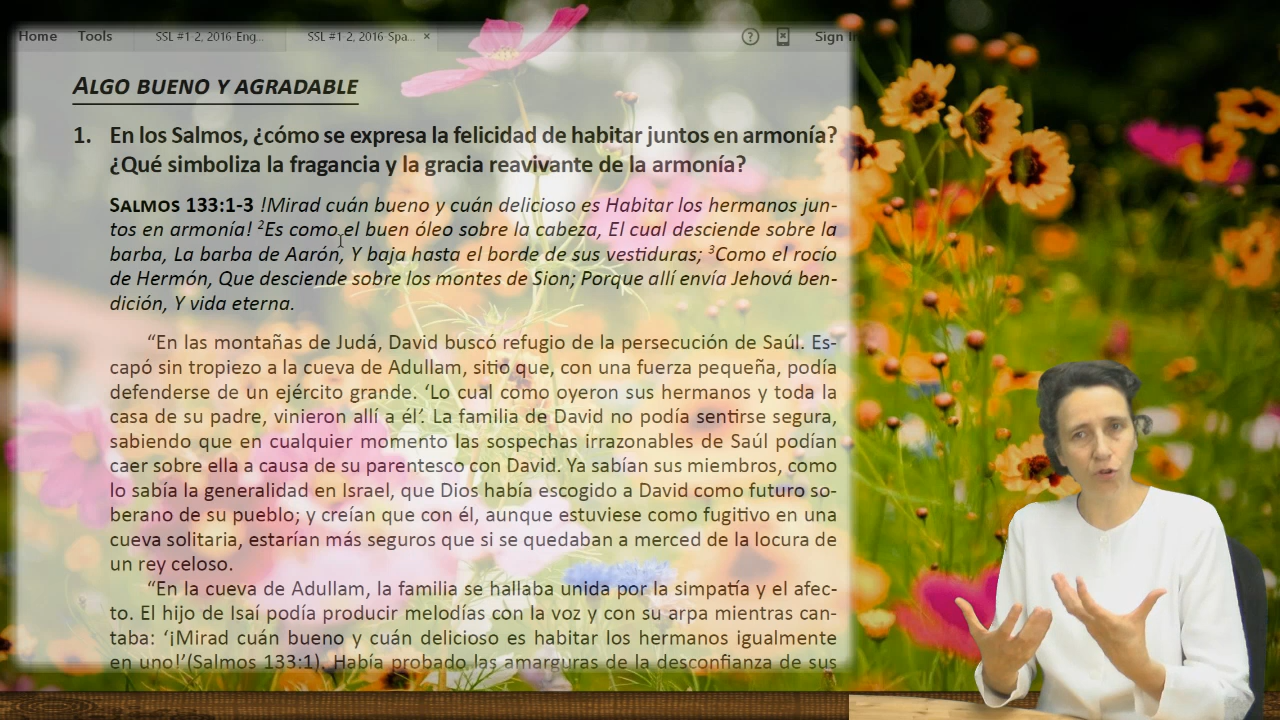 Home Tools SSL #1-2, 2016-Eng... SSL #1-2, 2016-Spa... × ? Sign In
ALGO BUENO Y AGRADABLE
1. En los Salmos, ¿cómo se expresa la felicidad de habitar juntos en armonía?
¿Qué simboliza la fragancia y la gracia reavivante de la armonía?
SALMOS 133:1-3 !Mirad cuán bueno y cuán delicioso es Habitar los hermanos jun-
tos en armonía! ²Es como el buen óleo sobre la cabeza, El cual desciende sobre la
barba, La barba de Aarón, Y baja hasta el borde de sus vestiduras; ³Como el rocío
de Hermón, Que desciende sobre los montes de Sion; Porque allí envía Jehová ben-
dición, Y vida eterna.
“En las montañas de Judá, David buscó refugio de la persecución de Saúl. Es-
capó sin tropiezo a la cueva de Adullam, sitio que, con una fuerza pequeña, podía
defenderse de un ejército grande. ‘Lo cual como oyeron sus hermanos y toda la
casa de su padre, vinieron allí a él’. La familia de David no podía sentirse segura,
sabiendo que en cualquier momento las sospechas irrazonables de Saúl podían
caer sobre ella a causa de su parentesco con David. Ya sabían sus miembros, como
lo sabía la generalidad en Israel, que Dios había escogido a David como futuro so-
berano de su pueblo; y creían que con él, aunque estuviese como fugitivo en una
cueva solitaria, estarían más seguros que si se quedaban a merced de la locura de
un rey celoso.
“En la cueva de Adullam, la familia se hallaba unida por la simpatía y el afec-
to. El hijo de Isaí podía producir melodías con la voz y con su arpa mientras can-
taba: ‘¡Mirad cuán bueno y cuán delicioso es habitar los hermanos igualmente
en uno!’(Salmos 133:1). Había probado las amarguras de la desconfianza de sus